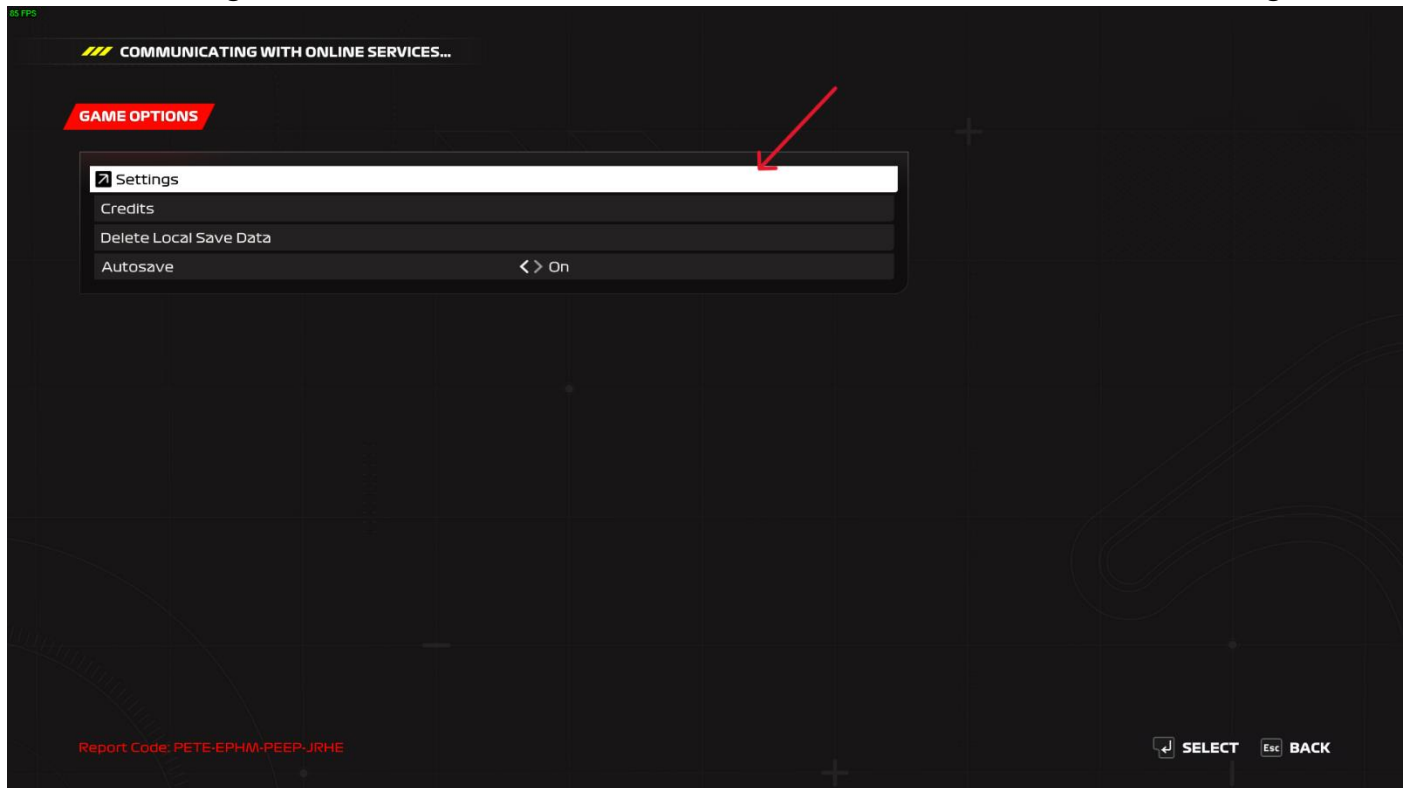 85 FPS
COMMUNICATING WITH ONLINE SERVICES...
GAME OPTIONS
Settings
Credits
Delete Local Save Data
Autosave < > On
Report Code: PETE-EPHM-PEEP-JRHE
SELECT Esc BACK